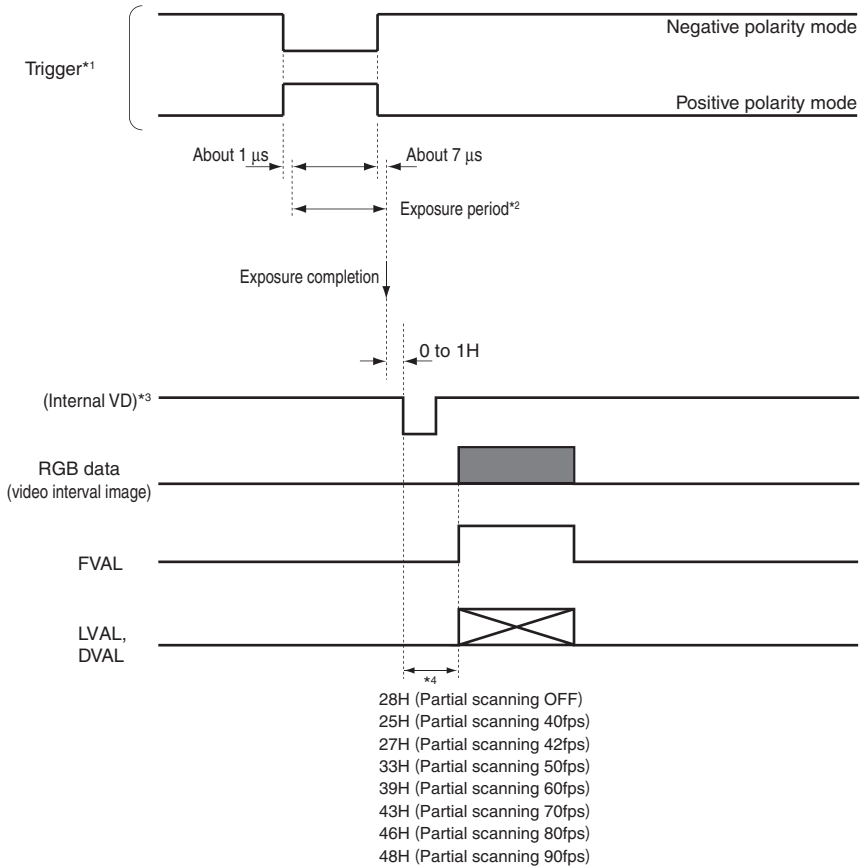 Negative polarity mode
Trigger*1
Positive polarity mode
About 1 μs
About 7 μs
Exposure period*2
Exposure completion
0 to 1H
(Internal VD)*3
RGB data
(video interval image)
FVAL
LVAL,
DVAL
*4
28H (Partial scanning OFF)
25H (Partial scanning 40fps)
27H (Partial scanning 42fps)
33H (Partial scanning 50fps)
39H (Partial scanning 60fps)
43H (Partial scanning 70fps)
46H (Partial scanning 80fps)
48H (Partial scanning 90fps)